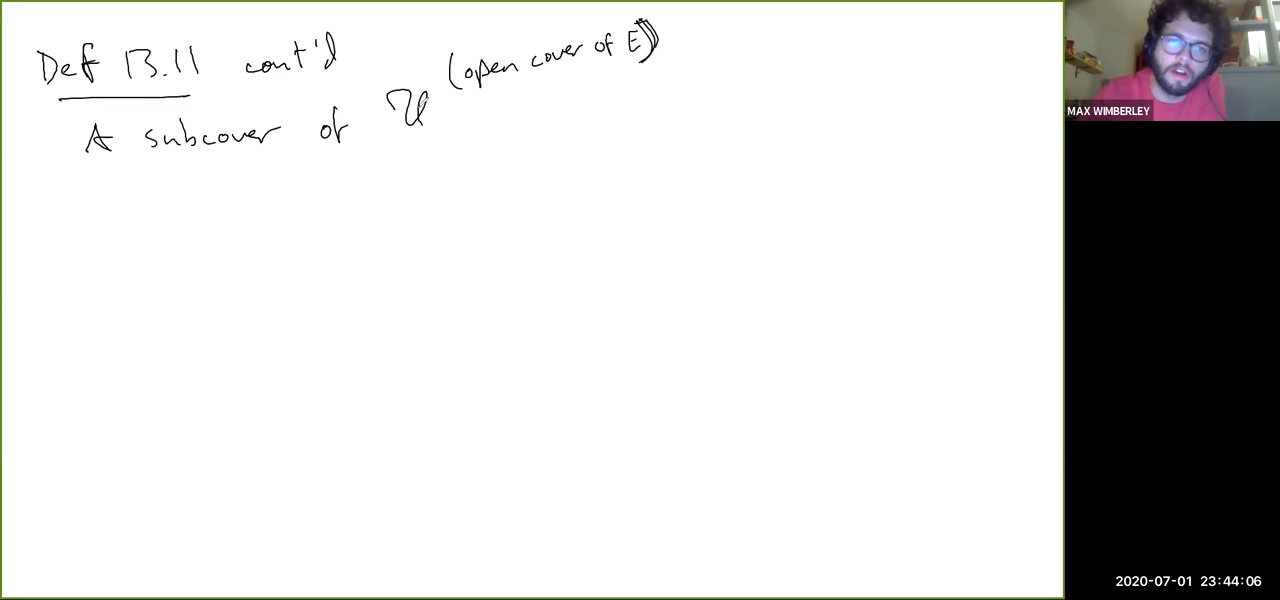 Def 13.11 cont'd
(open cover of E)
A subcover of 𝒰
MAX WIMBERLEY
2020-07-01 23:44:06